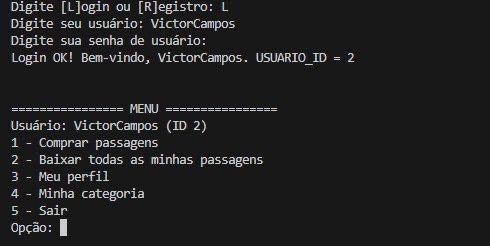 Digite [L]ogin ou [R]egistro: L
Digite seu usuário: VictorCampos
Digite sua senha de usuário:
Login OK! Bem-vindo, VictorCampos. USUARIO_ID = 2
================ MENU ================
Usuário: VictorCampos (ID 2)
1 - Comprar passagens
2 - Baixar todas as minhas passagens
3 - Meu perfil
4 - Minha categoria
5 - Sair
Opção: